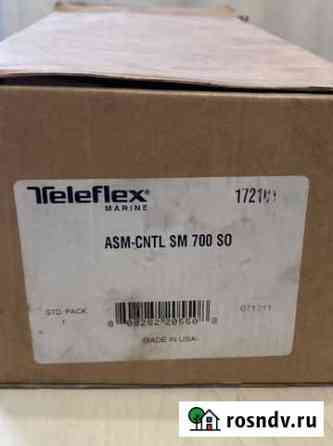 Teleflex®
MARINE
ASM-CNTL SM 700 SO
STD. PACK
1
MADE IN USA
rosndv.ru